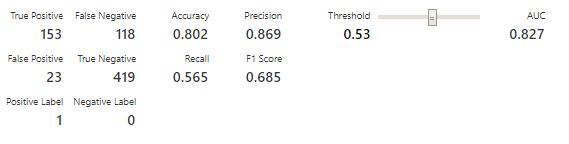 True Positive False Negative Accuracy Precision Threshold AUC
153 118 0.802 0.869 0.53 0.827
False Positive True Negative Recall F1 Score
23 419 0.565 0.685
Positive Label Negative Label
1 0